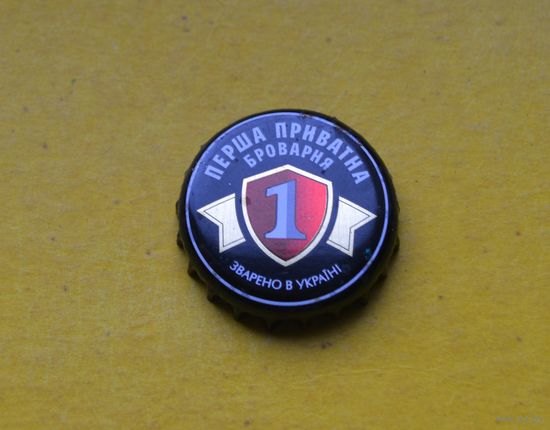 ПЕРША ПРИВАТНА
БРОВАРНЯ
1
ЗВАРЕНО В УКРАЇНІ